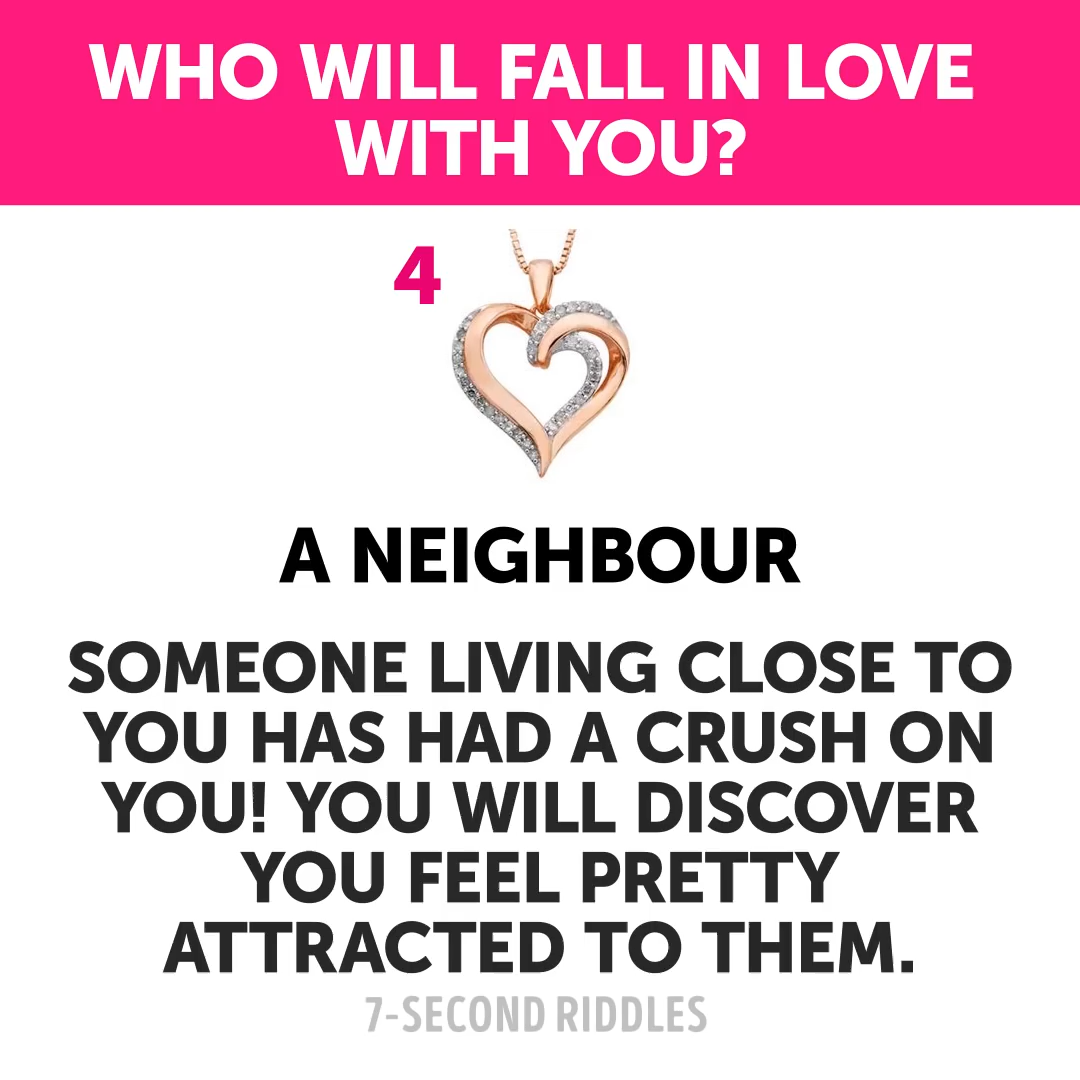 WHO WILL FALL IN LOVE
WITH YOU?
4
A NEIGHBOUR
SOMEONE LIVING CLOSE TO
YOU HAS HAD A CRUSH ON
YOU! YOU WILL DISCOVER
YOU FEEL PRETTY
ATTRACTED TO THEM.
7-SECOND RIDDLES